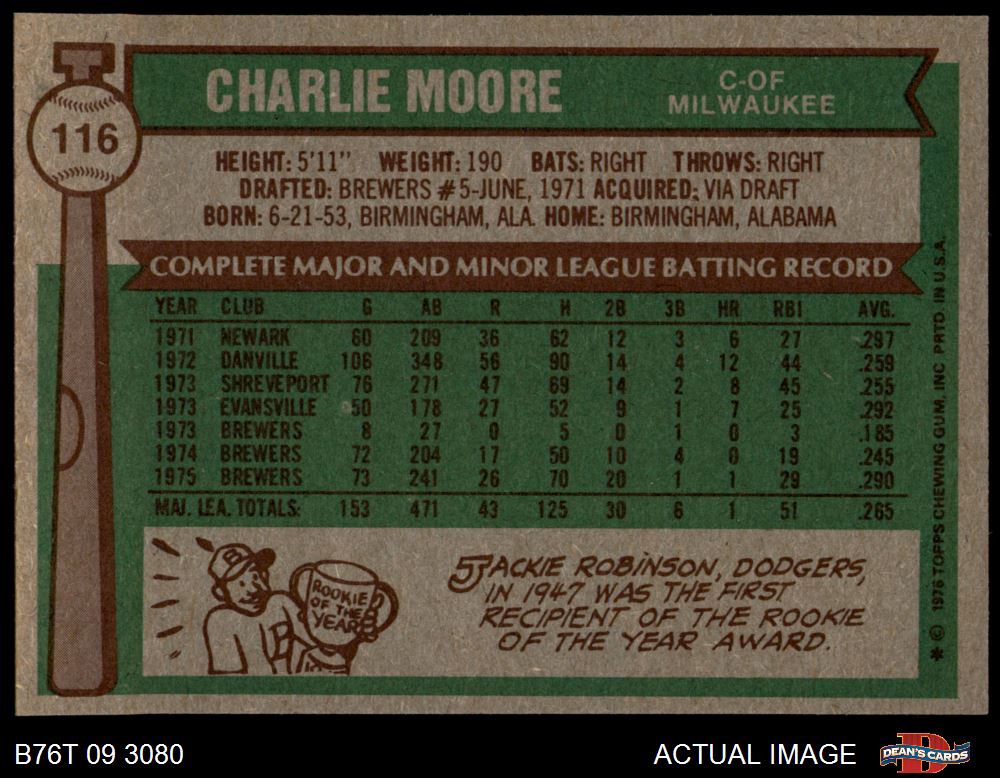 116
CHARLIE MOORE
C-OF
MILWAUKEE
HEIGHT: 5'11" WEIGHT: 190 BATS: RIGHT THROWS: RIGHT
DRAFTED: BREWERS #5-JUNE, 1971 ACQUIRED: VIA DRAFT
BORN: 6-21-53, BIRMINGHAM, ALA. HOME: BIRMINGHAM, ALABAMA
COMPLETE MAJOR AND MINOR LEAGUE BATTING RECORD
YEAR CLUB G AB R H 2B 3B HR RBI AVG.
1971 NEWARK 60 209 36 62 12 3 6 27 .297
1972 DANVILLE 106 348 56 90 14 4 12 44 .259
1973 SHREVEPORT 76 271 47 69 14 2 8 45 .255
1973 EVANSVILLE 50 178 27 52 9 1 7 25 .292
1973 BREWERS 8 27 0 5 0 1 0 3 .185
1974 BREWERS 72 204 17 50 10 4 0 19 .245
1975 BREWERS 73 241 26 70 20 1 1 29 .290
MAJ. LEA. TOTALS: 153 471 43 125 30 6 1 51 .265
ROOKIE
OF THE
YEAR
JACKIE ROBINSON, DODGERS,
IN 1947 WAS THE FIRST
RECIPIENT OF THE ROOKIE
OF THE YEAR AWARD.
* © 1976 TOPPS CHEWING GUM, INC PRTD. IN U.S.A.
B76T 09 3080
ACTUAL IMAGE
DEAN'S CARDS